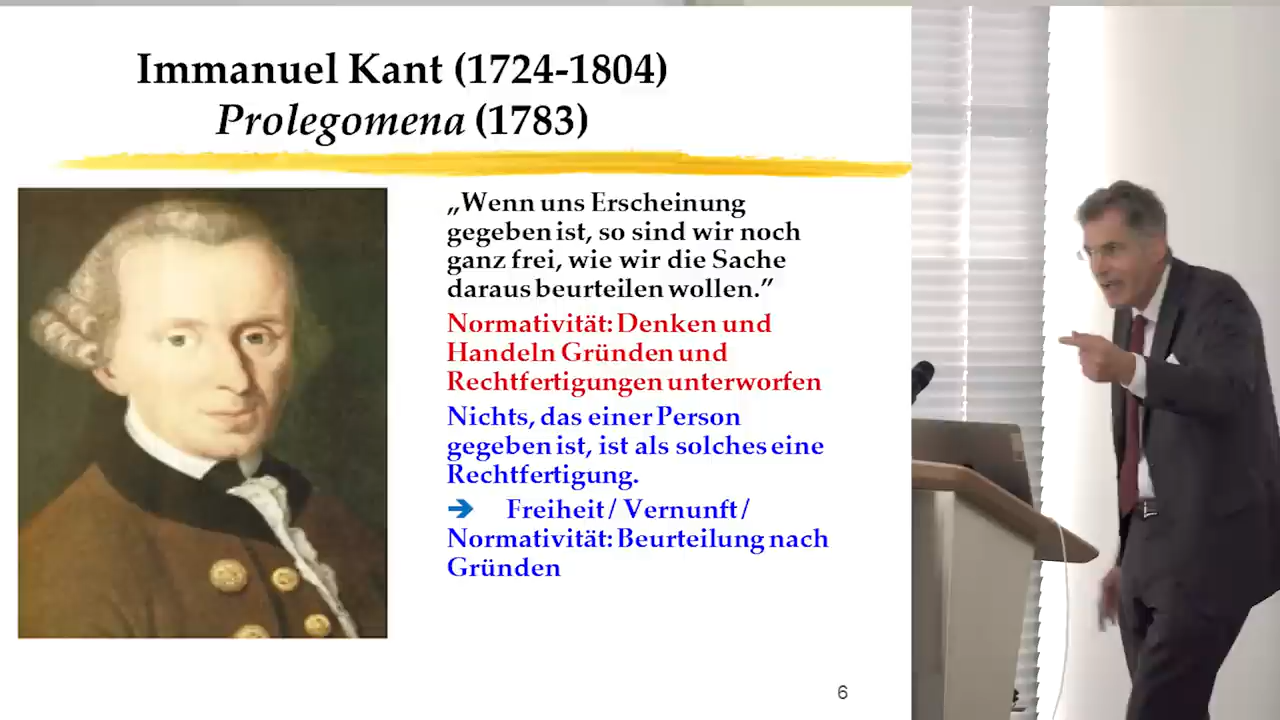 Immanuel Kant (1724-1804)
Prolegomena (1783)
„Wenn uns Erscheinung
gegeben ist, so sind wir noch
ganz frei, wie wir die Sache
daraus beurteilen wollen.”
Normativität: Denken und
Handeln Gründen und
Rechtfertigungen unterworfen
Nichts, das einer Person
gegeben ist, ist als solches eine
Rechtfertigung.
➔ Freiheit / Vernunft /
Normativität: Beurteilung nach
Gründen
6